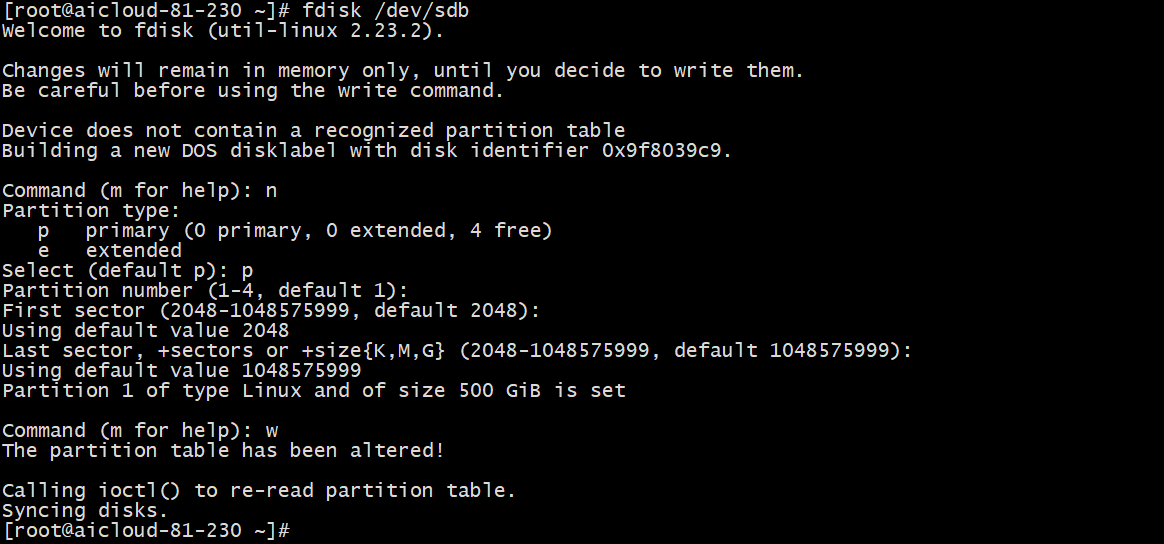 [root@aicloud-81-230 ~]# fdisk /dev/sdb
Welcome to fdisk (util-linux 2.23.2).
Changes will remain in memory only, until you decide to write them.
Be careful before using the write command.
Device does not contain a recognized partition table
Building a new DOS disklabel with disk identifier 0x9f8039c9.
Command (m for help): n
Partition type:
   p   primary (0 primary, 0 extended, 4 free)
   e   extended
Select (default p): p
Partition number (1-4, default 1):
First sector (2048-1048575999, default 2048):
Using default value 2048
Last sector, +sectors or +size{K,M,G} (2048-1048575999, default 1048575999):
Using default value 1048575999
Partition 1 of type Linux and of size 500 GiB is set
Command (m for help): w
The partition table has been altered!
Calling ioctl() to re-read partition table.
Syncing disks.
[root@aicloud-81-230 ~]#